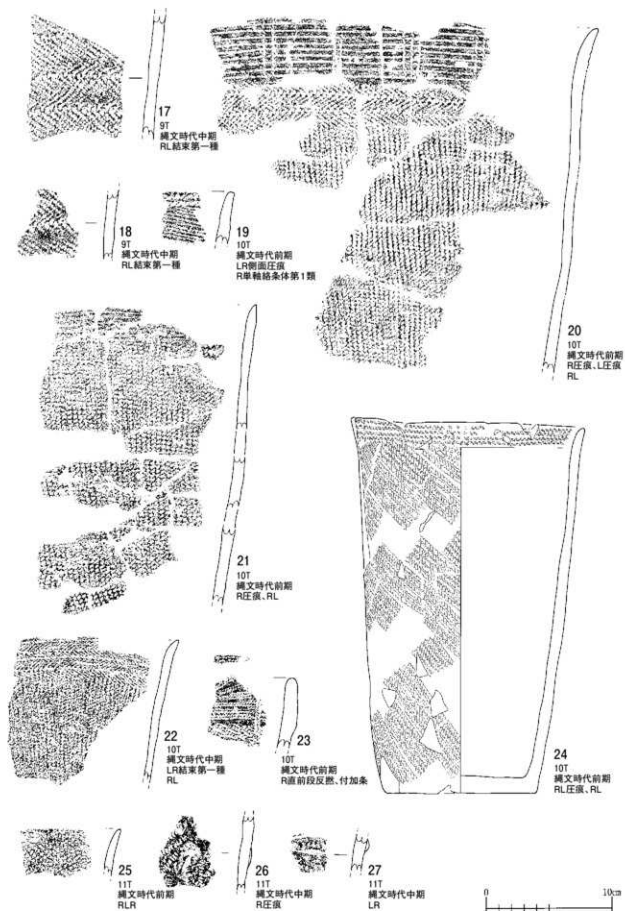 17
9T
縄文時代中期
RL結束第一種
18
9T
縄文時代中期
RL結束第一種
19
10T
縄文時代前期
LR側面圧痕
R単軸絡条体第1類
20
10T
縄文時代前期
R圧痕、L圧痕
RL
21
10T
縄文時代前期
R圧痕、RL
22
10T
縄文時代中期
LR結束第一種
RL
23
10T
縄文時代前期
R直前段反撚、付加条
24
10T
縄文時代前期
RL圧痕、RL
25
11T
縄文時代前期
RLR
26
11T
縄文時代中期
R圧痕
27
11T
縄文時代中期
LR
0 10cm